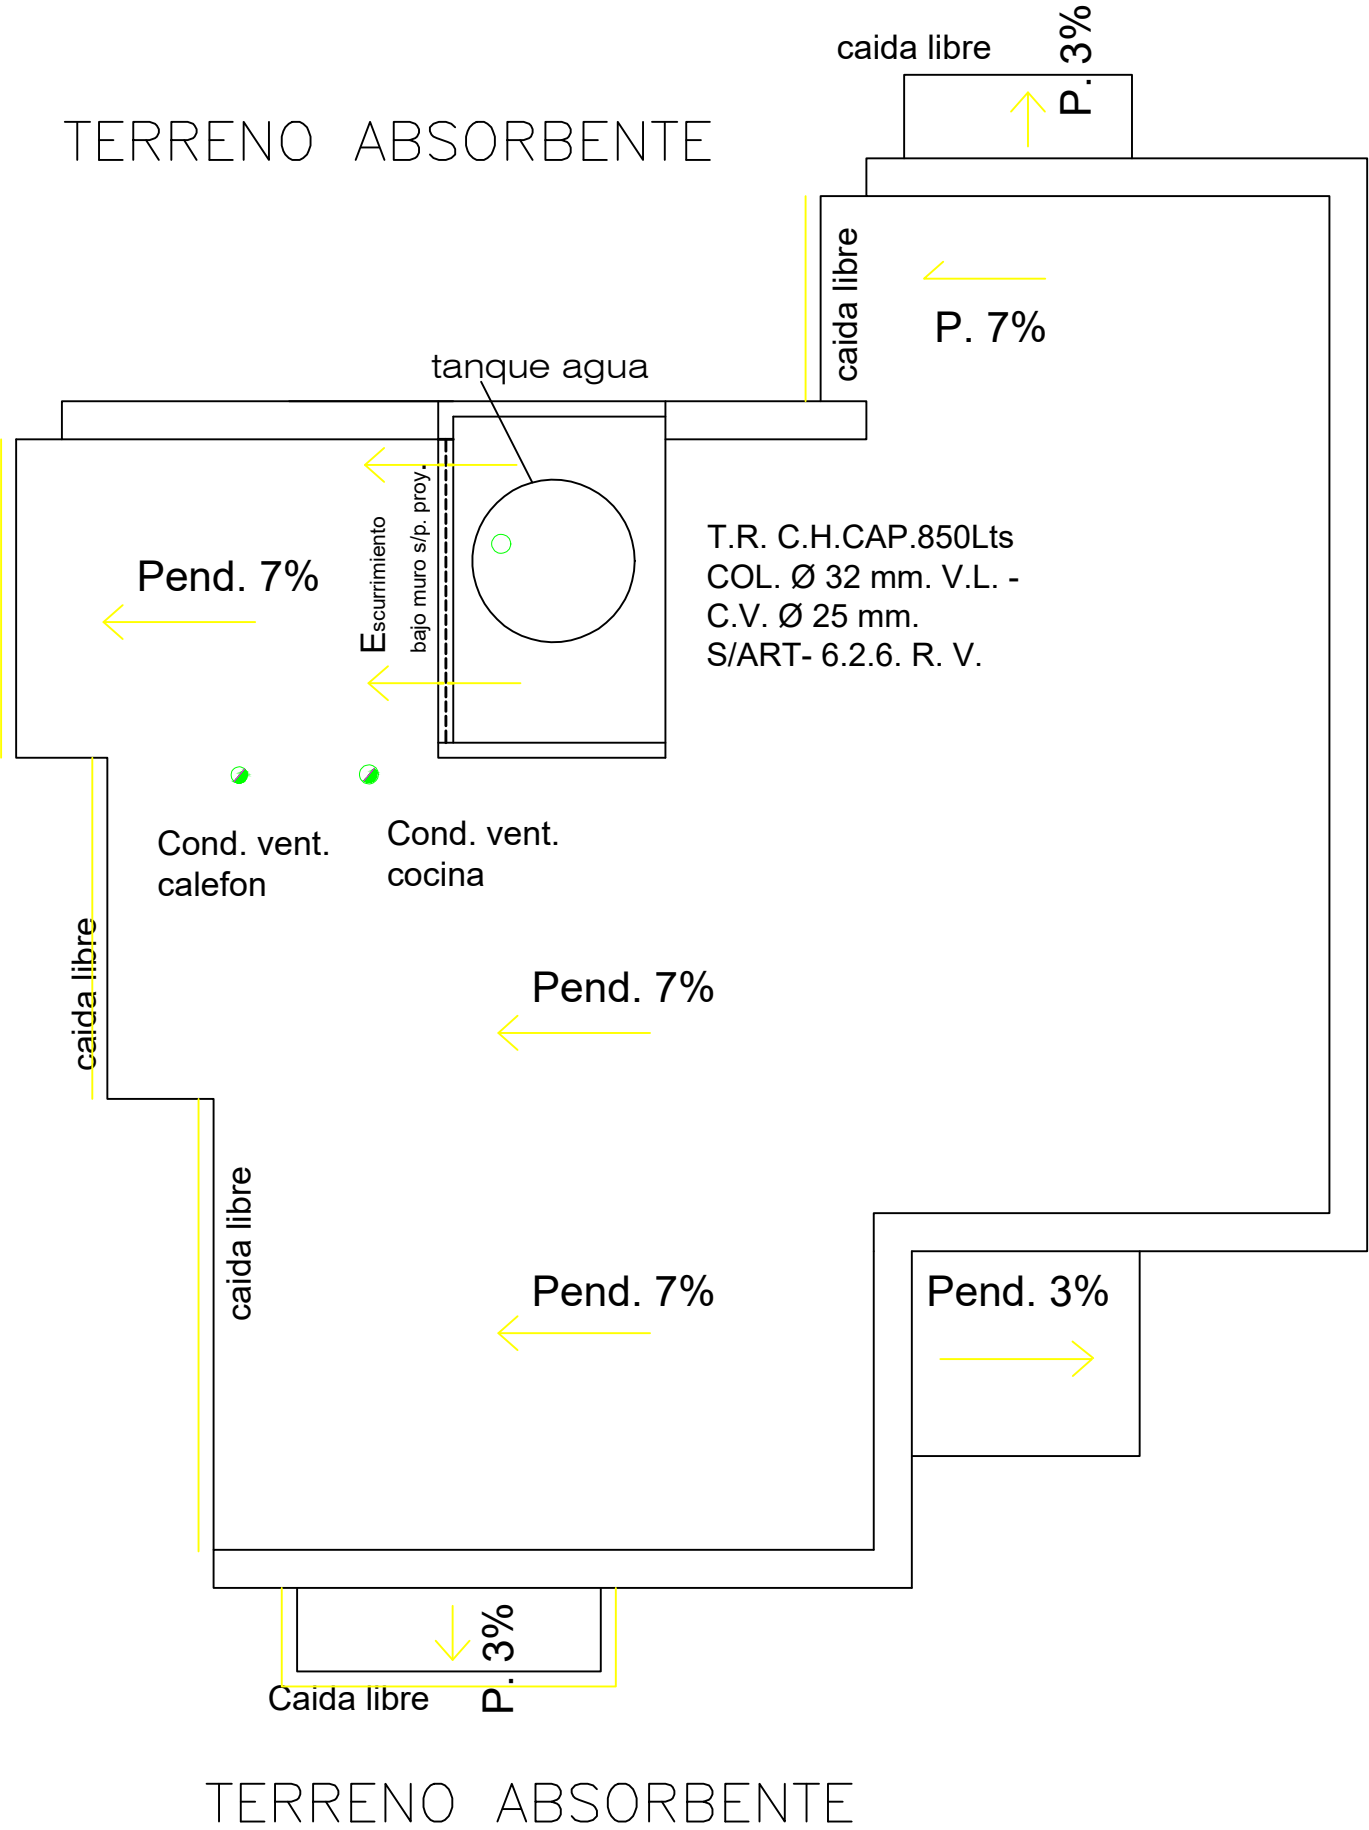 caida libre
P. 3%
TERRENO ABSORBENTE
caida libre
P. 7%
tanque agua
Escurrimiento
bajo muro s/p. proy.
Pend. 7%
T.R. C.H.CAP.850Lts
COL. Ø 32 mm. V.L. -
C.V. Ø 25 mm.
S/ART- 6.2.6. R. V.
Cond. vent.
calefon
Cond. vent.
cocina
caida libre
Pend. 7%
caida libre
Pend. 7%
Pend. 3%
P. 3%
Caida libre
TERRENO ABSORBENTE